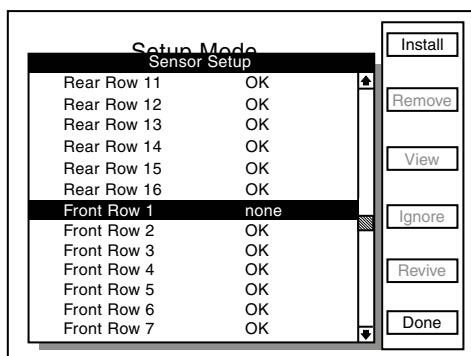 Setup Mode
Sensor Setup
Rear Row 11 OK
Rear Row 12 OK
Rear Row 13 OK
Rear Row 14 OK
Rear Row 15 OK
Rear Row 16 OK
Front Row 1 none
Front Row 2 OK
Front Row 3 OK
Front Row 4 OK
Front Row 5 OK
Front Row 6 OK
Front Row 7 OK
Install
Remove
View
Ignore
Revive
Done